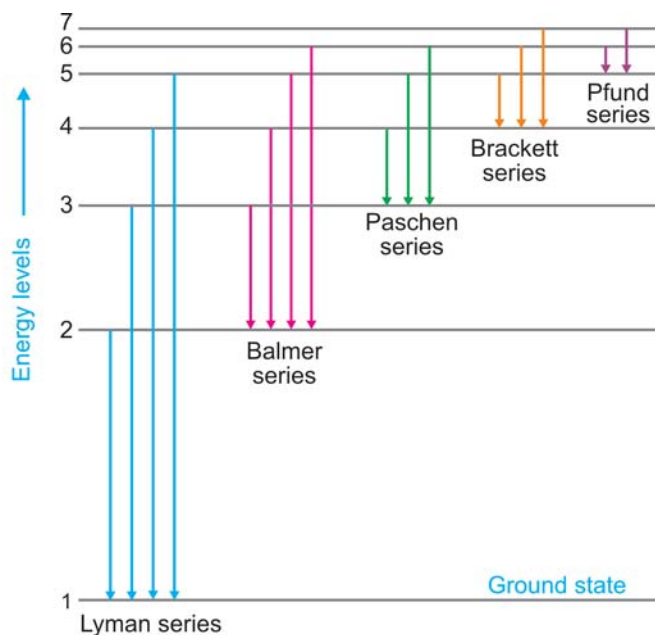 7
6
5
4
3
2
1
Energy levels
Pfund
series
Brackett
series
Paschen
series
Balmer
series
Ground state
Lyman series